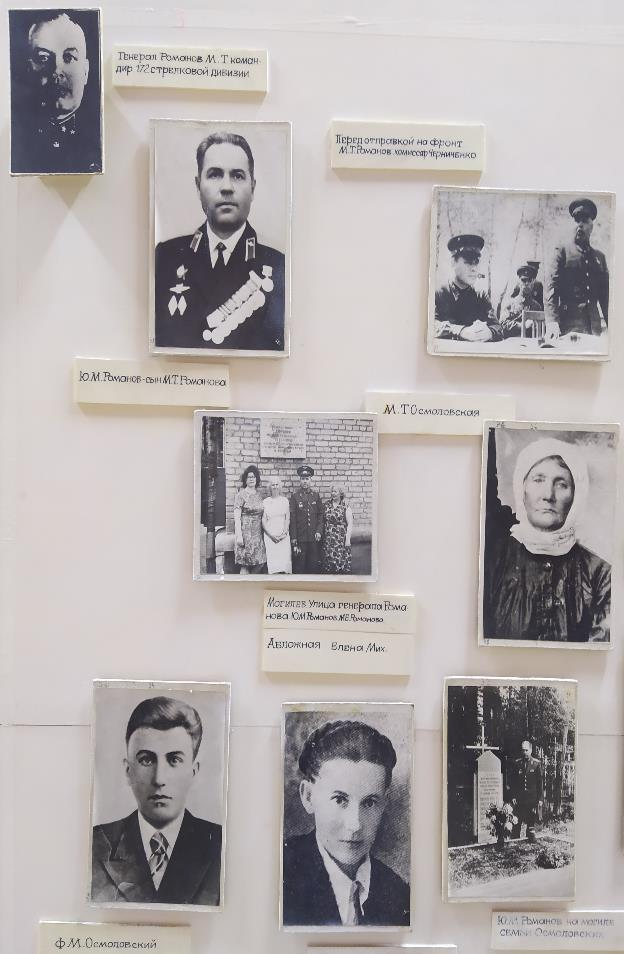 Генерал Романов М.Т коман-
дир 172 стрелковой дивизии
Перед отправкой на фронт
М.Т.Романов. комиссар Черниченко
Ю.М.Романов-сын М.Т.Романова
М.Т Осмоловская
Могилев Улица генерала Рома-
нова Ю.М Романов М.Е.Романова
Авложная Елена Мих.
Ф.М.Осмоловский
Ю.М. Романов на могиле
семьи Осмоловских